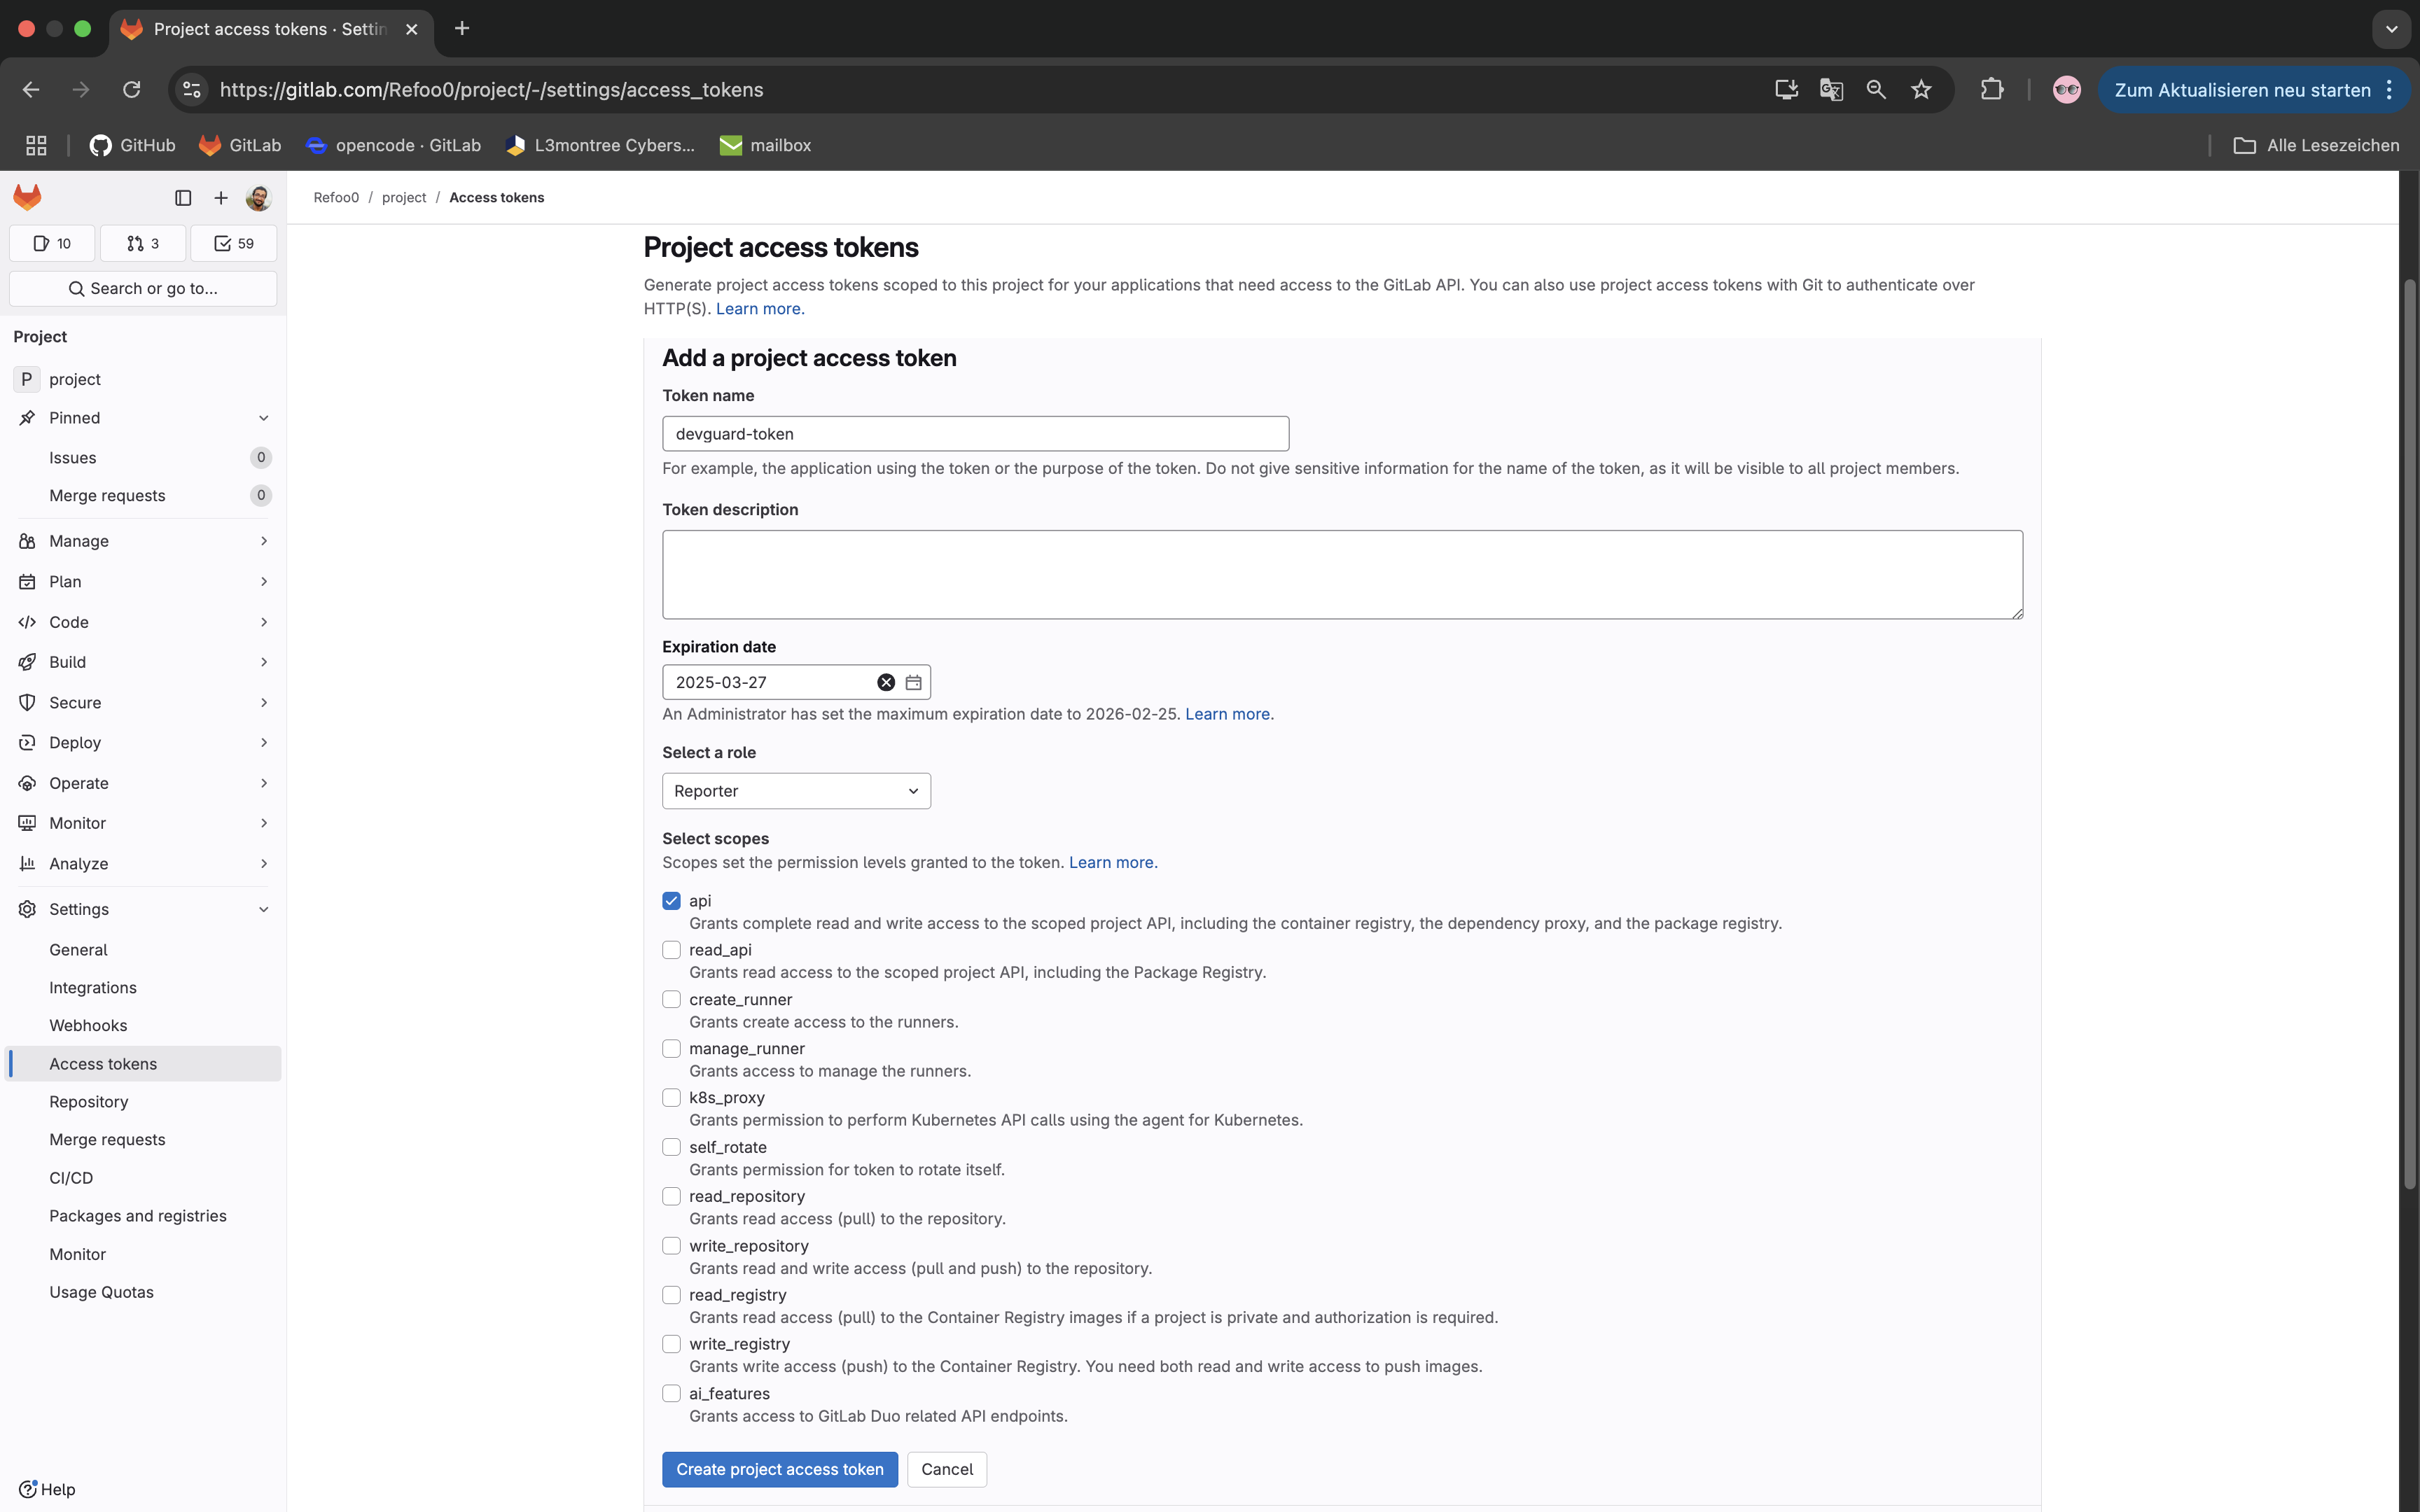 Project access tokens · Settin
https://gitlab.com/Refoo0/project/-/settings/access_tokens
Zum Aktualisieren neu starten
GitHub
GitLab
opencode · GitLab
L3montree Cybers...
mailbox
Alle Lesezeichen
10
3
59
Search or go to...
Project
P project
Pinned
Issues 0
Merge requests 0
Manage
Plan
Code
Build
Secure
Deploy
Operate
Monitor
Analyze
Settings
General
Integrations
Webhooks
Access tokens
Repository
Merge requests
CI/CD
Packages and registries
Monitor
Usage Quotas
Help
Refoo0 / project / Access tokens
Project access tokens
Generate project access tokens scoped to this project for your applications that need access to the GitLab API. You can also use project access tokens with Git to authenticate over
HTTP(S). Learn more.
Add a project access token
Token name
devguard-token
For example, the application using the token or the purpose of the token. Do not give sensitive information for the name of the token, as it will be visible to all project members.
Token description
Expiration date
2025-03-27
An Administrator has set the maximum expiration date to 2026-02-25. Learn more.
Select a role
Reporter
Select scopes
Scopes set the permission levels granted to the token. Learn more.
api
Grants complete read and write access to the scoped project API, including the container registry, the dependency proxy, and the package registry.
read_api
Grants read access to the scoped project API, including the Package Registry.
create_runner
Grants create access to the runners.
manage_runner
Grants access to manage the runners.
k8s_proxy
Grants permission to perform Kubernetes API calls using the agent for Kubernetes.
self_rotate
Grants permission for token to rotate itself.
read_repository
Grants read access (pull) to the repository.
write_repository
Grants read and write access (pull and push) to the repository.
read_registry
Grants read access (pull) to the Container Registry images if a project is private and authorization is required.
write_registry
Grants write access (push) to the Container Registry. You need both read and write access to push images.
ai_features
Grants access to GitLab Duo related API endpoints.
Create project access token
Cancel